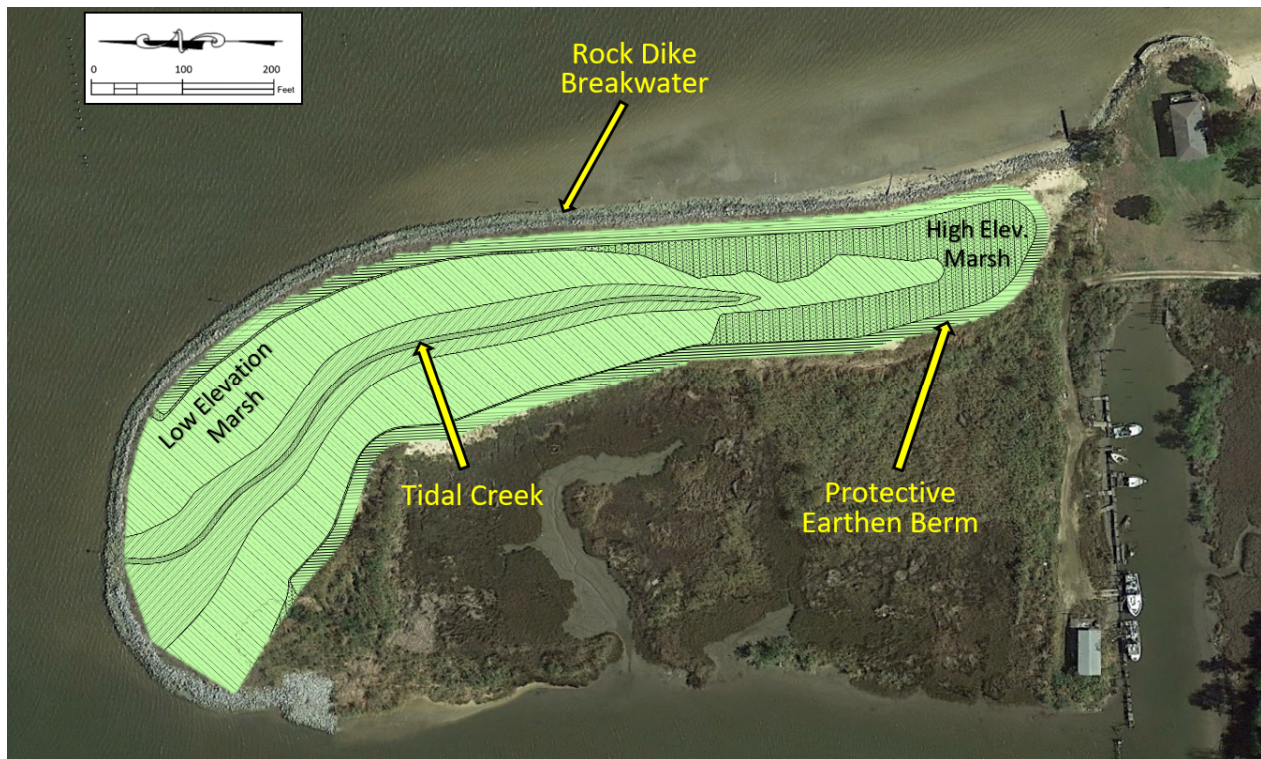 0 100 200
Feet
Rock Dike
Breakwater
High Elev.
Marsh
Low Elevation
Marsh
Tidal Creek
Protective
Earthen Berm